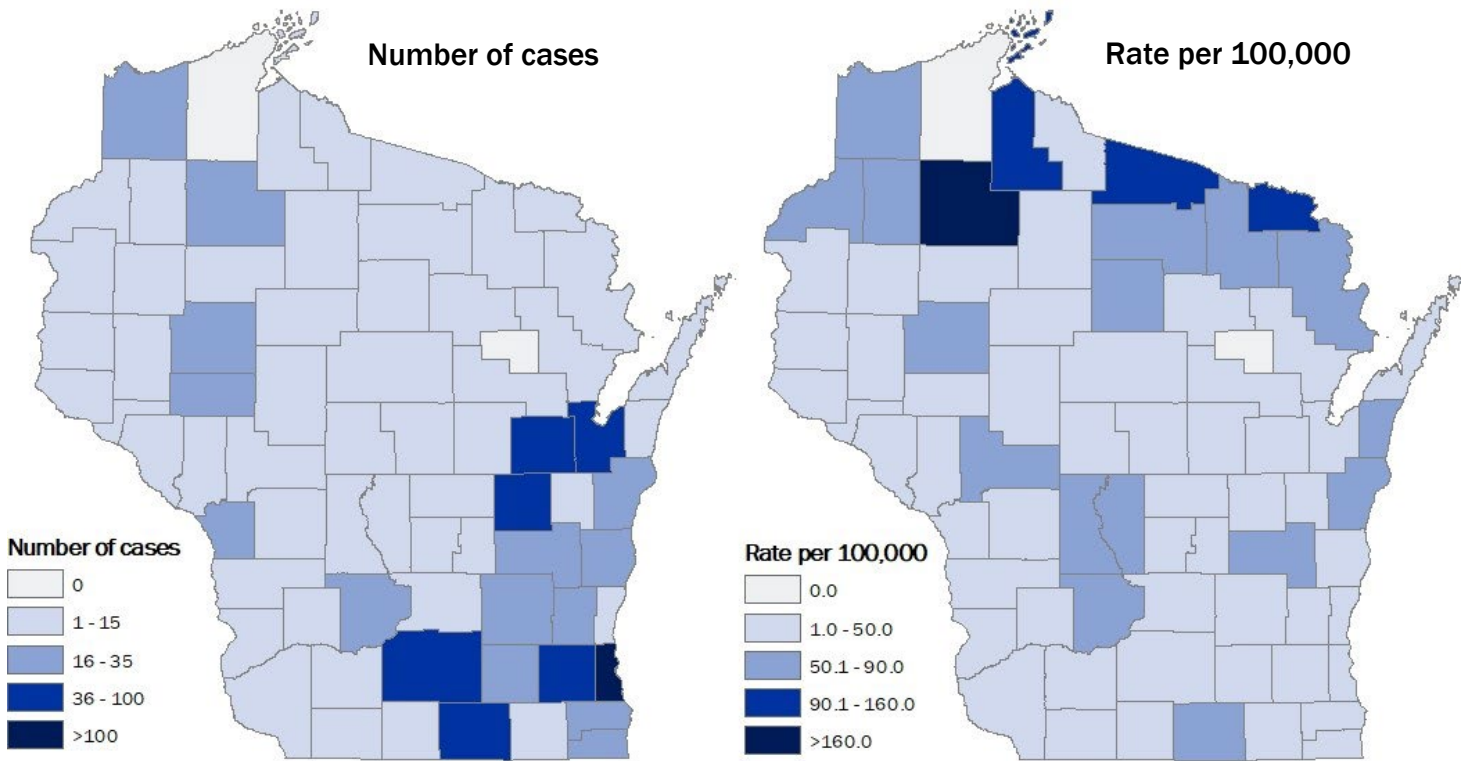 Number of cases
Rate per 100,000
Number of cases
0
1 - 15
16 - 35
36 - 100
>100
Rate per 100,000
0.0
1.0 - 50.0
50.1 - 90.0
90.1 - 160.0
>160.0